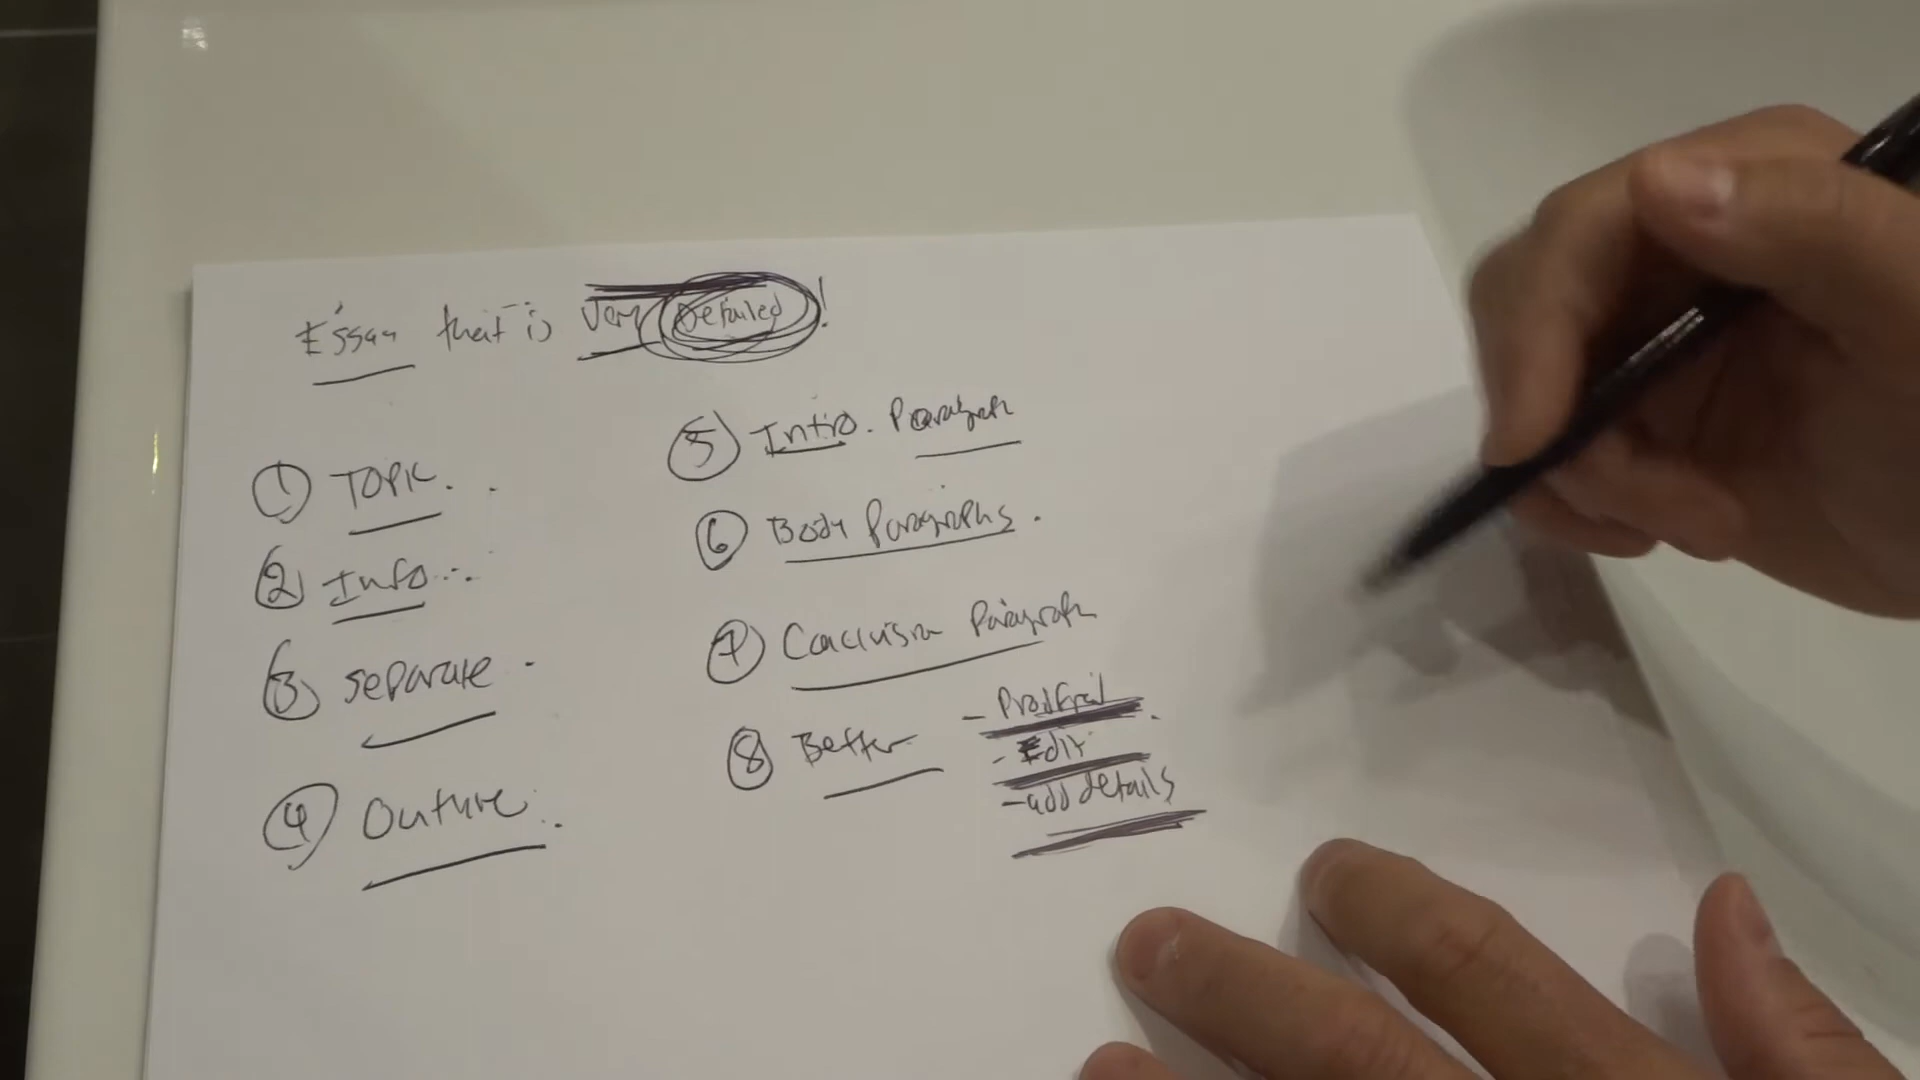 Essay that is Very Detailed!
① TOPIC.
② Info...
③ separate.
④ Outline.
⑤ Intro. Paragraph
⑥ Body Paragraphs.
⑦ Conclusion Paragraph
⑧ Better
- Proofread.
- Edit
- add details